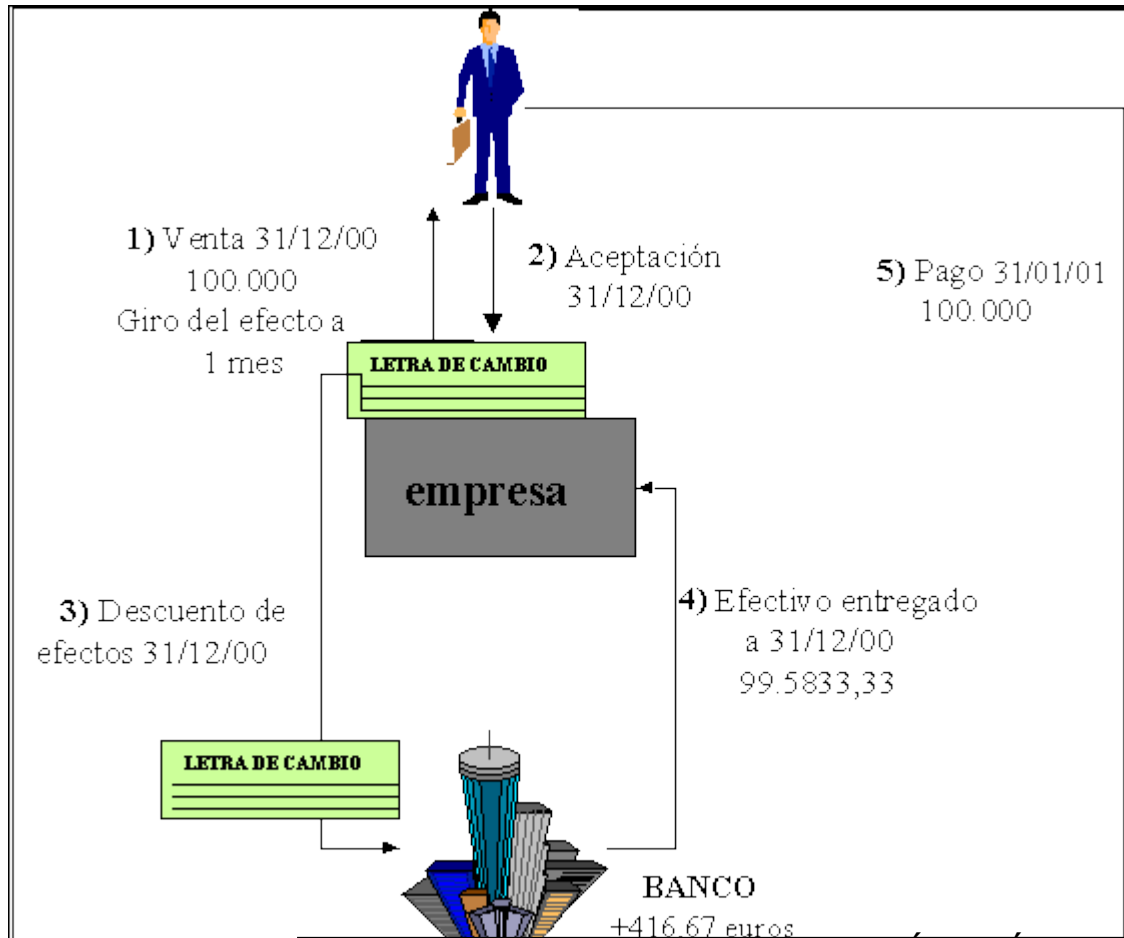 1) Venta 31/12/00
100.000
Giro del efecto a
1 mes
2) Aceptación
31/12/00
5) Pago 31/01/01
100.000
LETRA DE CAMBIO
empresa
3) Descuento de
efectos 31/12/00
4) Efectivo entregado
a 31/12/00
99.5833,33
LETRA DE CAMBIO
BANCO
+416,67 euros